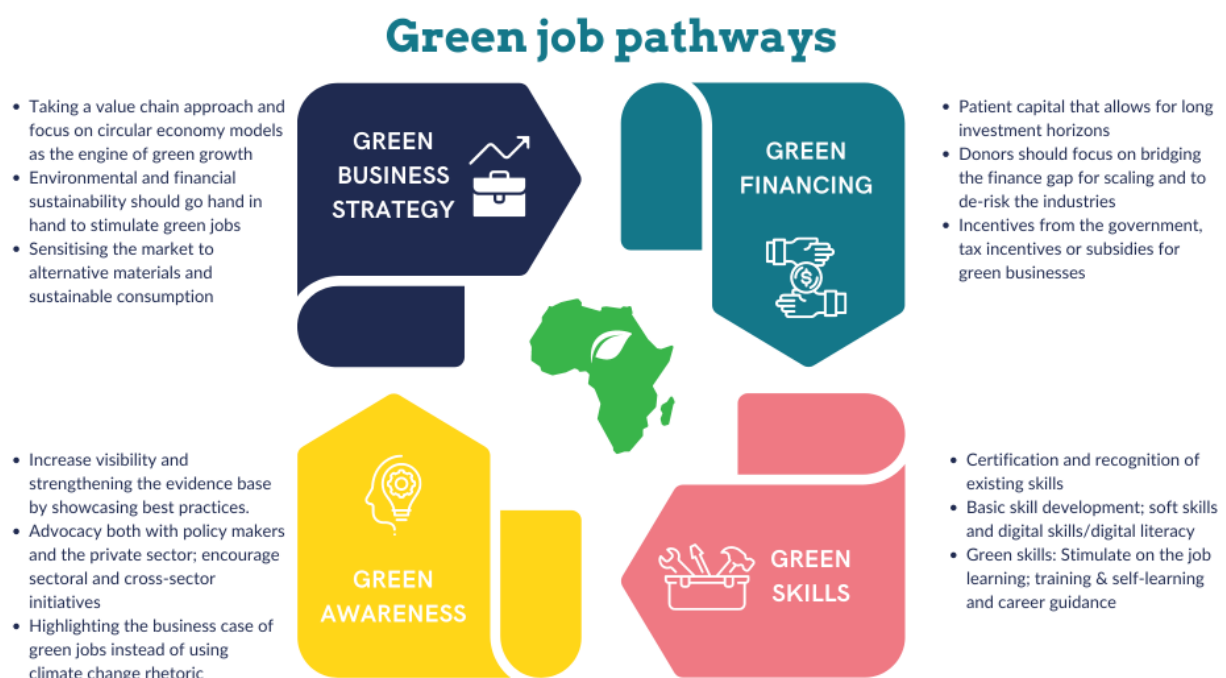 Green job pathways
• Taking a value chain approach and
focus on circular economy models
as the engine of green growth
• Environmental and financial
sustainability should go hand in
hand to stimulate green jobs
• Sensitising the market to
alternative materials and
sustainable consumption
GREEN
BUSINESS
STRATEGY
GREEN
FINANCING
$
• Patient capital that allows for long
investment horizons
• Donors should focus on bridging
the finance gap for scaling and to
de-risk the industries
• Incentives from the government,
tax incentives or subsidies for
green businesses
• Increase visibility and
strengthening the evidence base
by showcasing best practices.
• Advocacy both with policy makers
and the private sector; encourage
sectoral and cross-sector
initiatives
• Highlighting the business case of
green jobs instead of using
climate change rhetoric
GREEN
AWARENESS
GREEN
SKILLS
• Certification and recognition of
existing skills
• Basic skill development; soft skills
and digital skills/digital literacy
• Green skills: Stimulate on the job
learning; training & self-learning
and career guidance